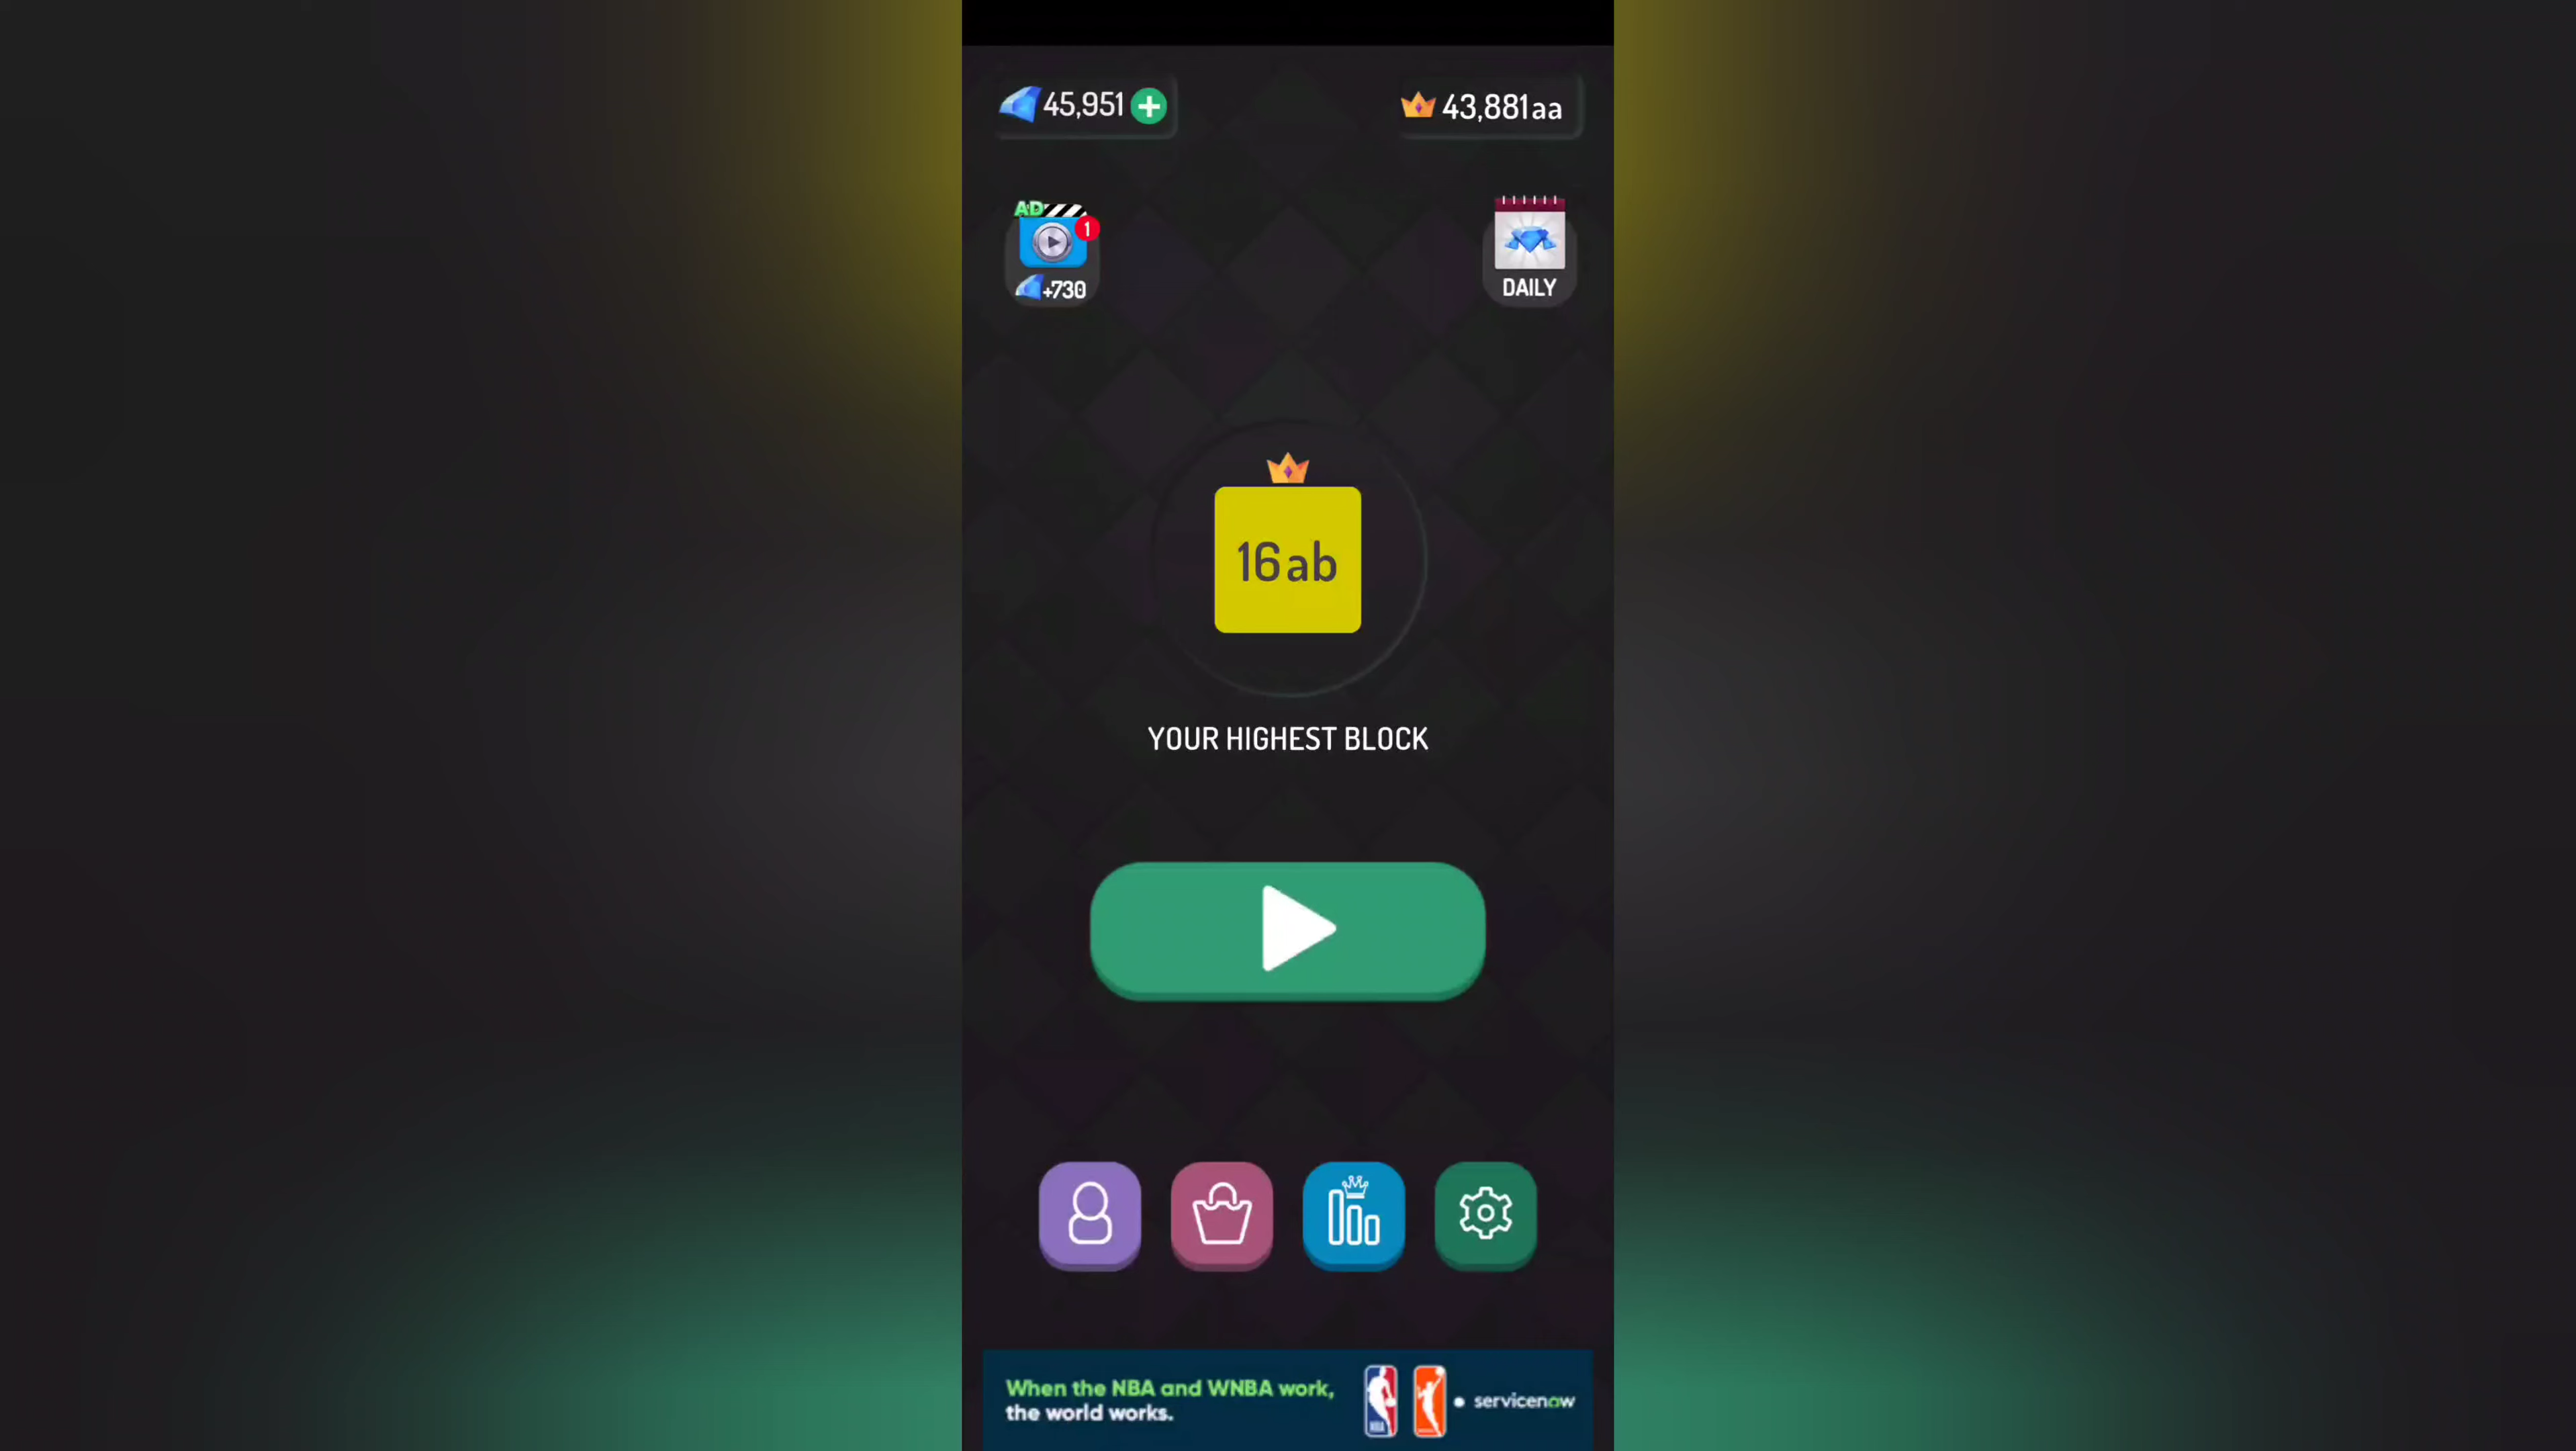 45,951
43,881aa
AD
1
+730
DAILY
16ab
YOUR HIGHEST BLOCK
When the NBA and WNBA work,
the world works.
NBA
servicenow